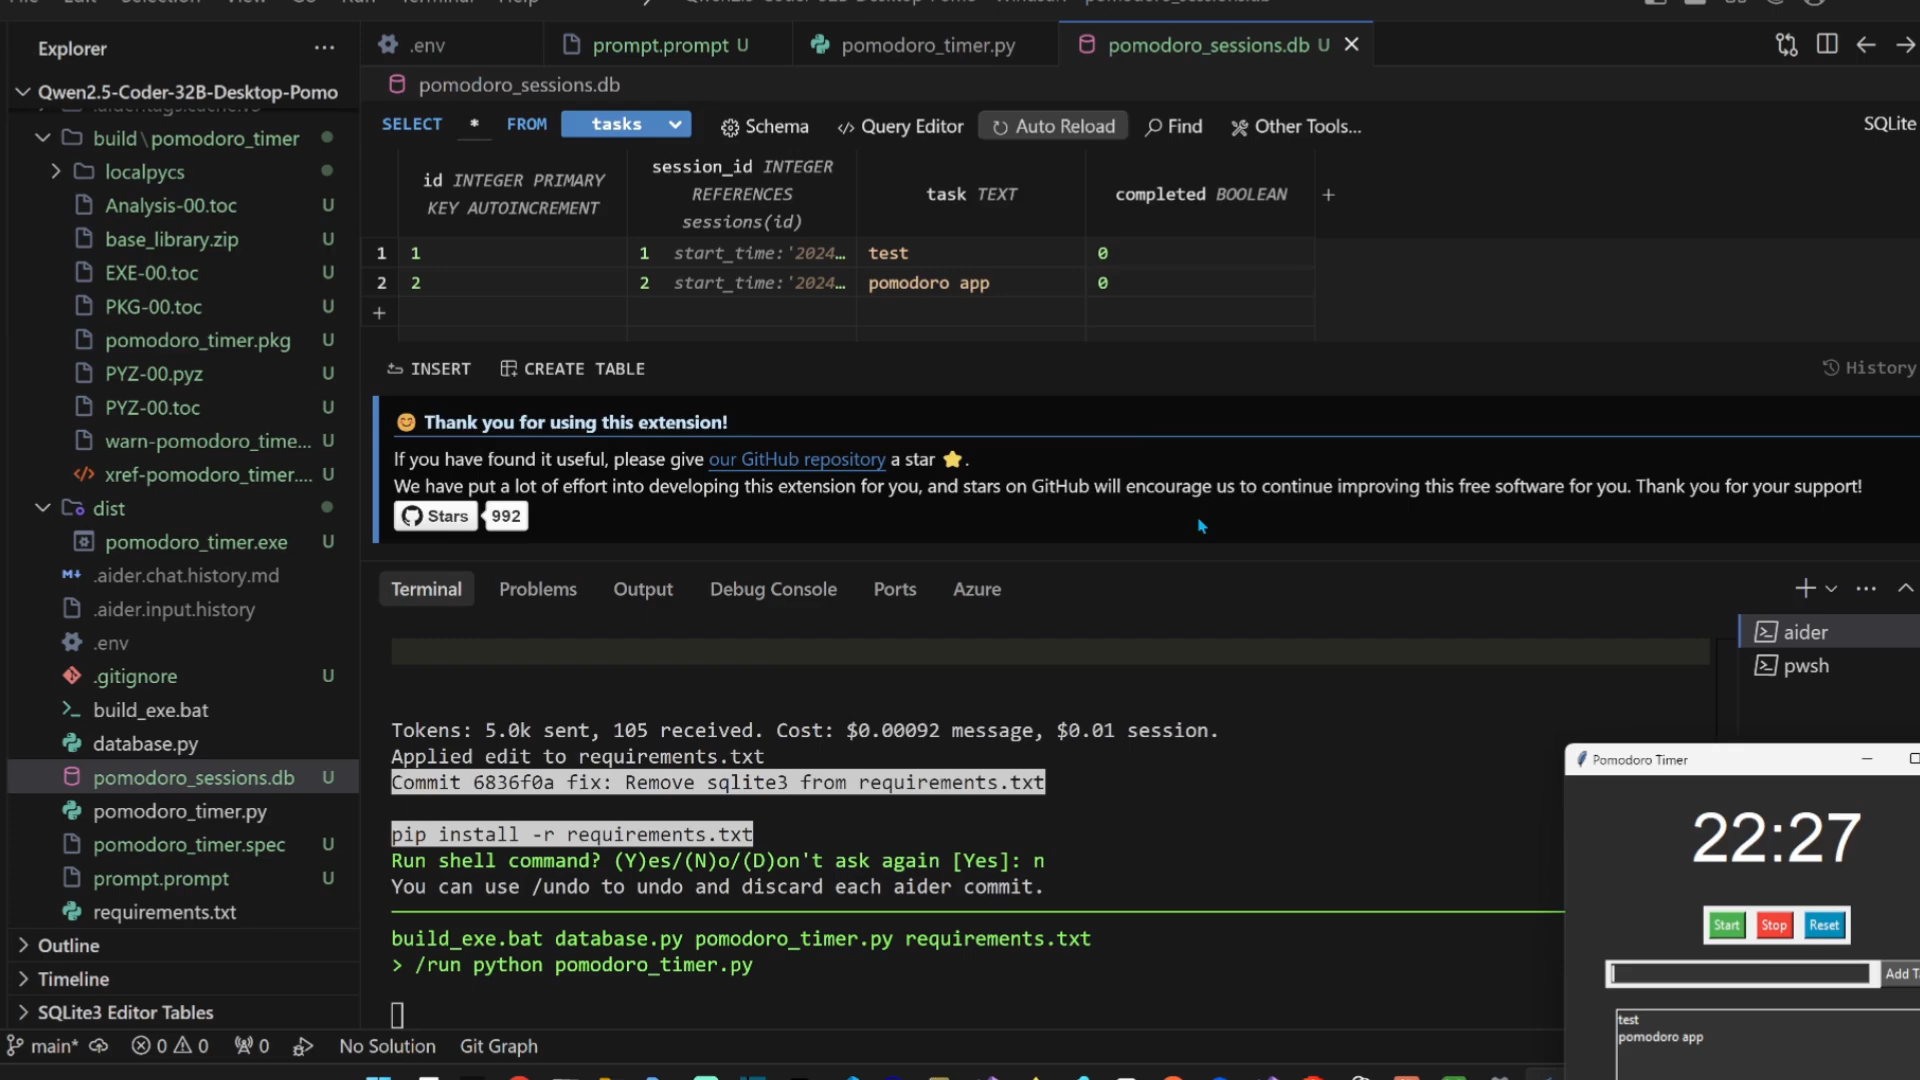 Explorer
Qwen2.5-Coder-32B-Desktop-Pomo
build\pomodoro_timer
localpycs
Analysis-00.toc U
base_library.zip U
EXE-00.toc U
PKG-00.toc U
pomodoro_timer.pkg U
PYZ-00.pyz U
PYZ-00.toc U
warn-pomodoro_time... U
xref-pomodoro_timer.... U
dist
pomodoro_timer.exe U
.aider.chat.history.md
.aider.input.history
.env
.gitignore U
build_exe.bat
database.py
pomodoro_sessions.db U
pomodoro_timer.py
pomodoro_timer.spec U
prompt.prompt U
requirements.txt
Outline
Timeline
SQLite3 Editor Tables
.env
prompt.prompt U
pomodoro_timer.py
pomodoro_sessions.db U
pomodoro_sessions.db
SELECT * FROM tasks
Schema
Query Editor
Auto Reload
Find
Other Tools...
SQLite
id INTEGER PRIMARY KEY AUTOINCREMENT
session_id INTEGER REFERENCES sessions(id)
task TEXT
completed BOOLEAN
+
1 1 1 start_time:'2024… test 0
2 2 2 start_time:'2024… pomodoro app 0
+
INSERT
CREATE TABLE
History
Thank you for using this extension!
If you have found it useful, please give our GitHub repository a star ⭐.
We have put a lot of effort into developing this extension for you, and stars on GitHub will encourage us to continue improving this free software for you. Thank you for your support!
Stars 992
Terminal
Problems
Output
Debug Console
Ports
Azure
aider
pwsh
Tokens: 5.0k sent, 105 received. Cost: $0.00092 message, $0.01 session.
Applied edit to requirements.txt
Commit 6836f0a fix: Remove sqlite3 from requirements.txt
pip install -r requirements.txt
Run shell command? (Y)es/(N)o/(D)on't ask again [Yes]: n
You can use /undo to undo and discard each aider commit.
build_exe.bat database.py pomodoro_timer.py requirements.txt
> /run python pomodoro_timer.py
Pomodoro Timer
22:27
Start
Stop
Reset
Add Ta
test
pomodoro app
main*
0
0
0
No Solution
Git Graph